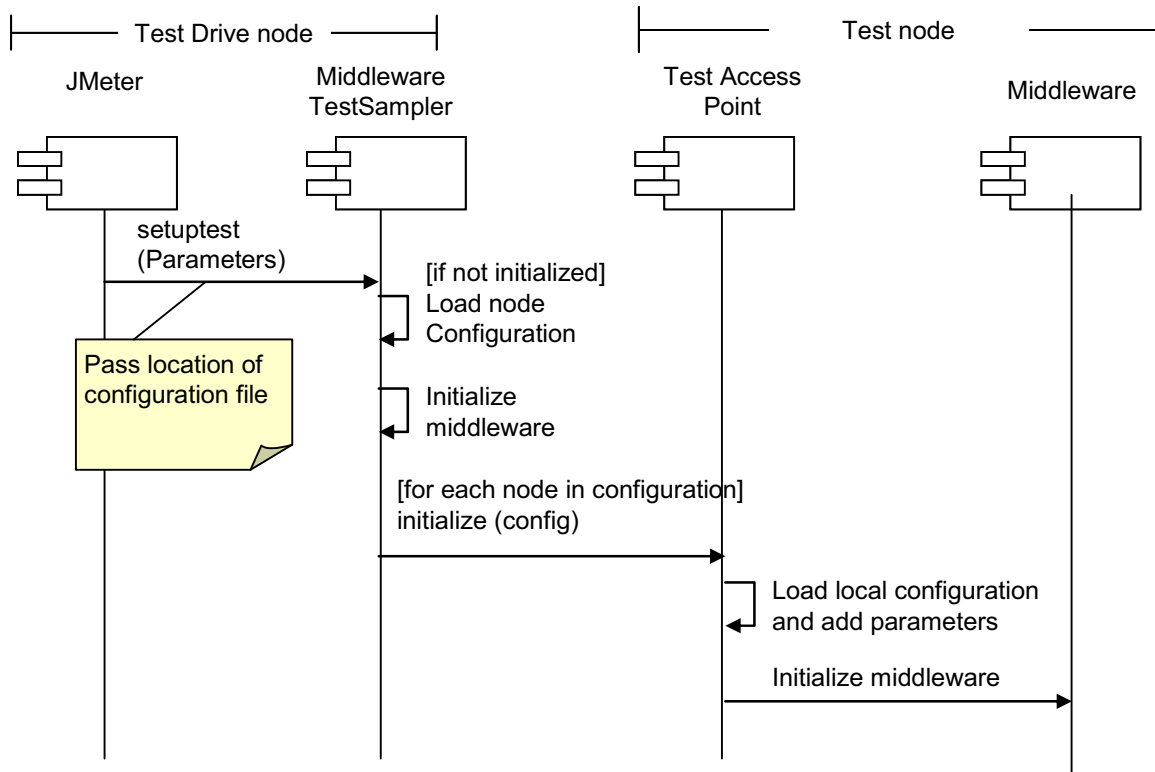 Test Drive node
Test node
JMeter
Middleware
TestSampler
Test Access
Point
Middleware
setuptest
(Parameters)
[if not initialized]
Load node
Configuration
Pass location of
configuration file
Initialize
middleware
[for each node in configuration]
initialize (config)
Load local configuration
and add parameters
Initialize middleware